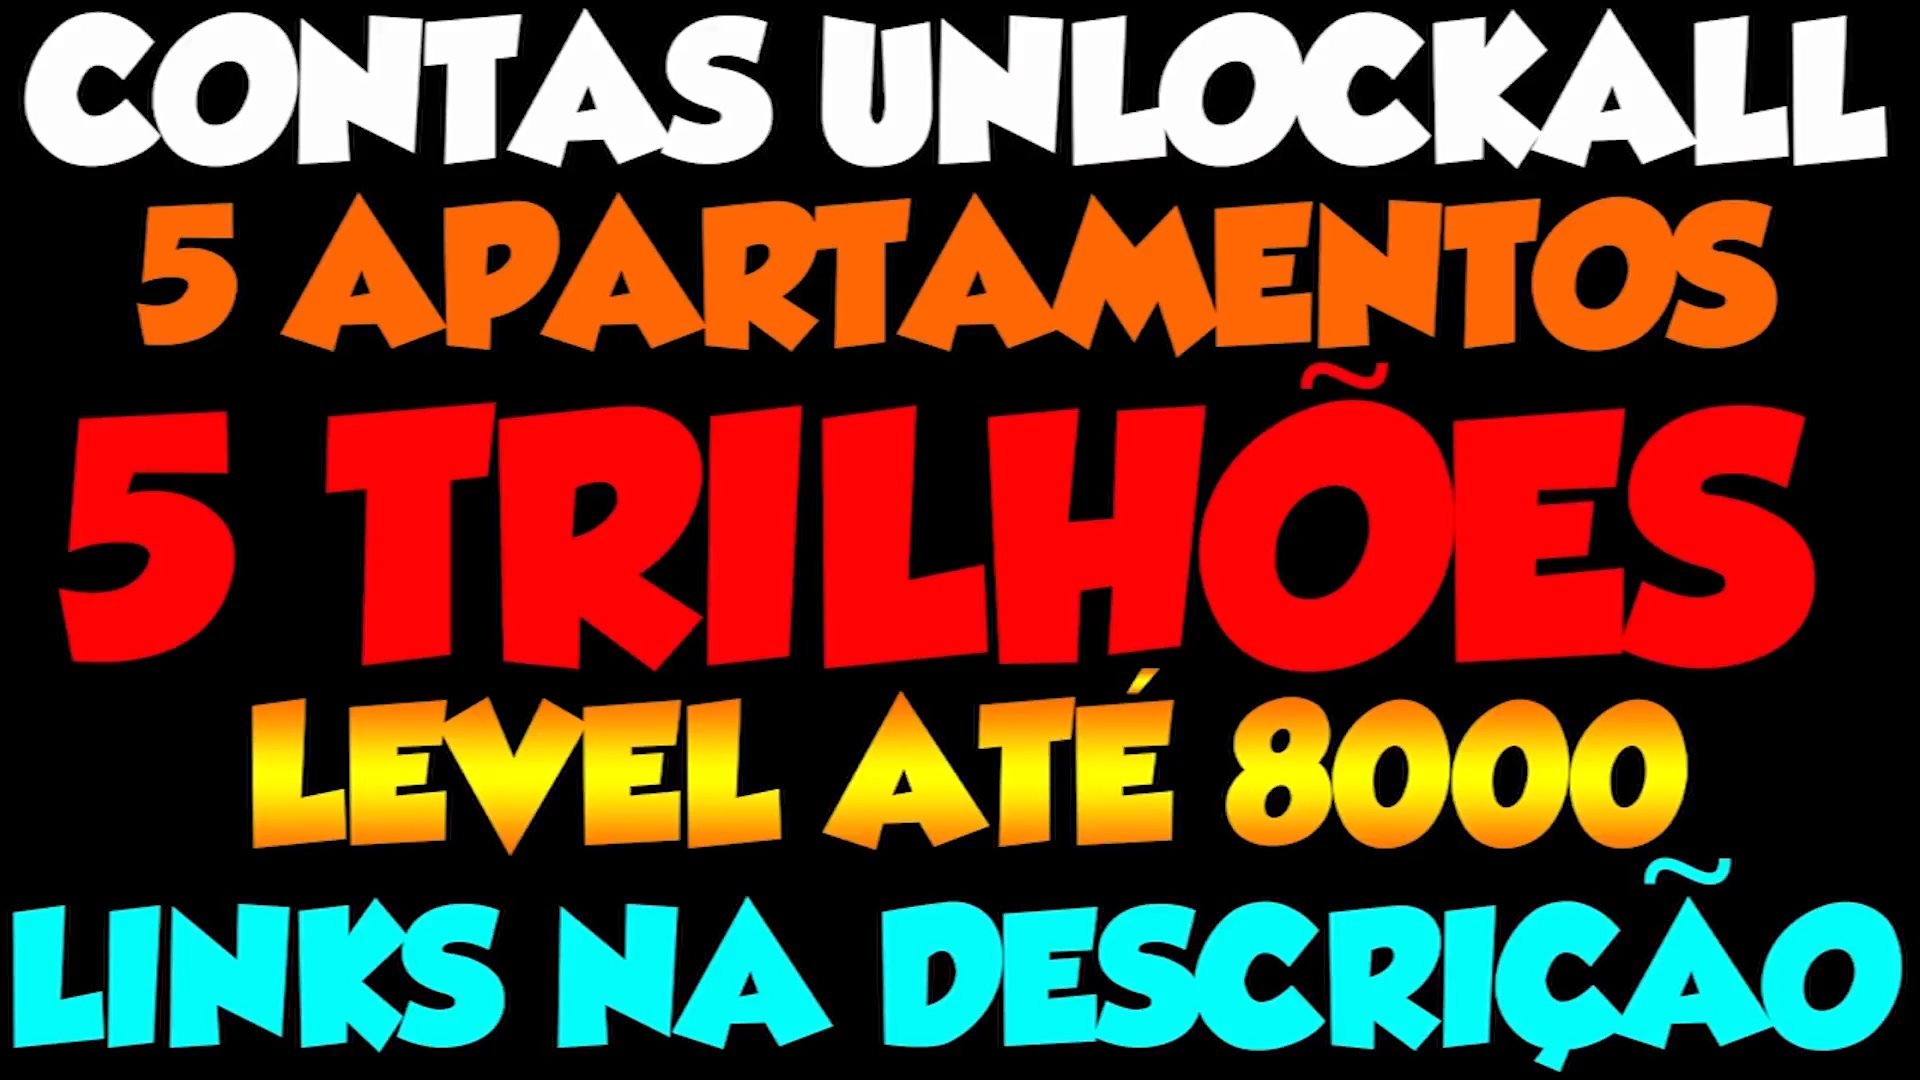 CONTAS UNLOCKALL
5 APARTAMENTOS
5 TRILHÕES
LEVEL ATÉ 8000
LINKS NA DESCRIÇÃO